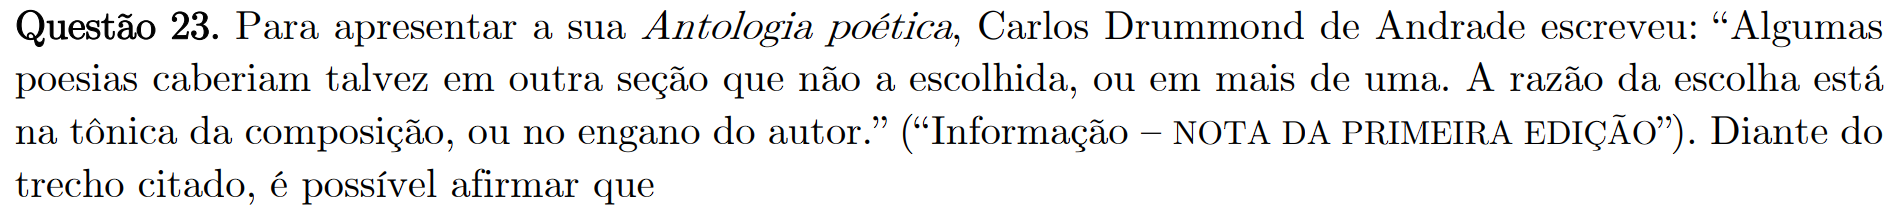 Questão 23. Para apresentar a sua Antologia poética, Carlos Drummond de Andrade escreveu: “Algumas
poesias caberiam talvez em outra seção que não a escolhida, ou em mais de uma. A razão da escolha está
na tônica da composição, ou no engano do autor.” (“Informação – NOTA DA PRIMEIRA EDIÇÃO”). Diante do
trecho citado, é possível afirmar que